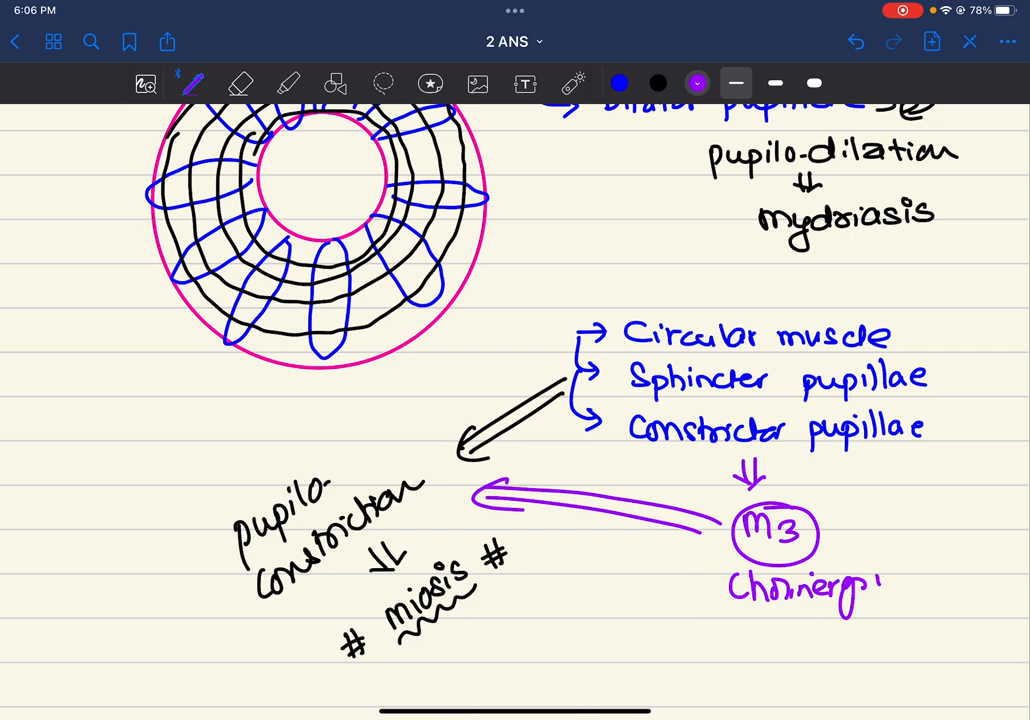 6:06 PM
78%
2 ANS
pupilo-dilation
mydriasis
Circular muscle
Sphincter pupillae
Constrictor pupillae
M3
pupilo-
constriction
# miosis #